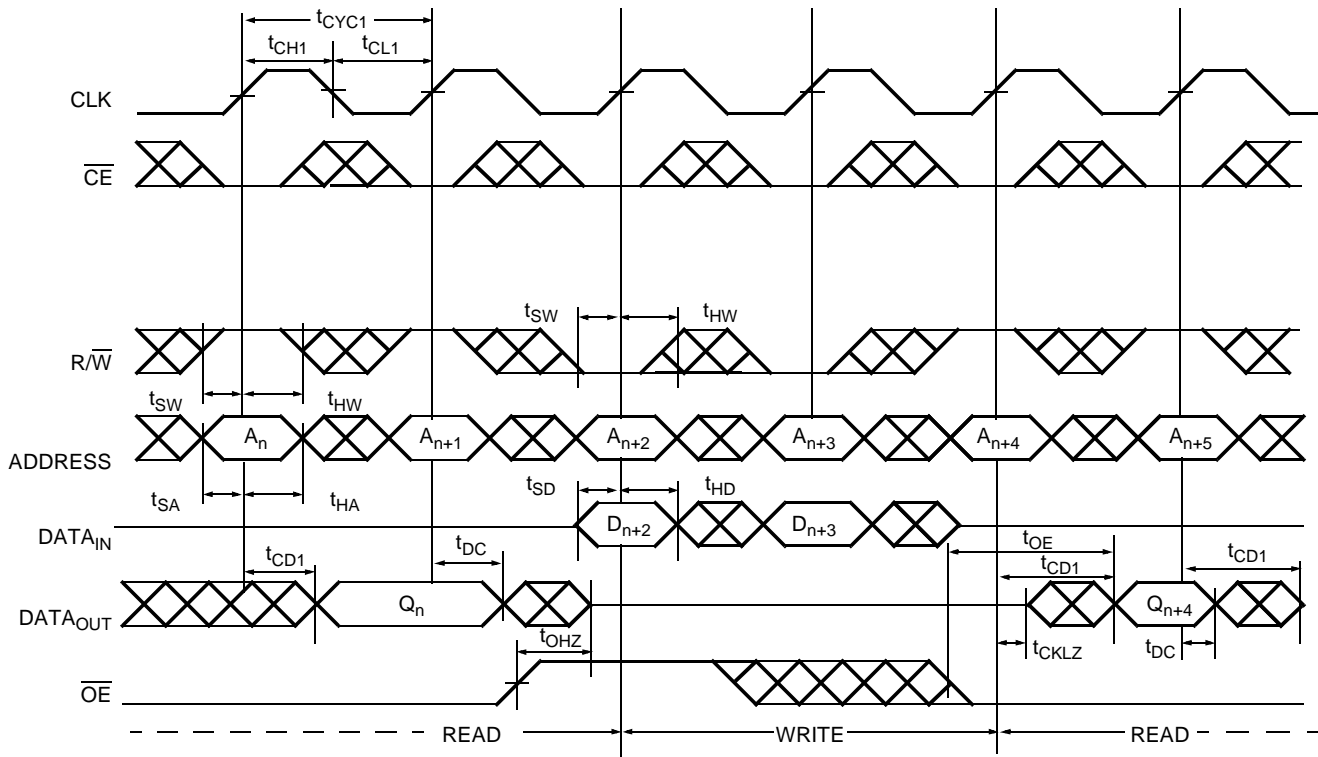 tCYC1
tCH1 tCL1
CLK
CE
tSW tHW
R/W
tSW tHW
An An+1 An+2 An+3 An+4 An+5
ADDRESS
tSA tHA tSD tHD
Dn+2 Dn+3
DATAIN
tCD1 tDC tOE
tCD1 tCD1
Qn Qn+4
DATAOUT
tOHZ tCKLZ tDC
OE
READ WRITE READ